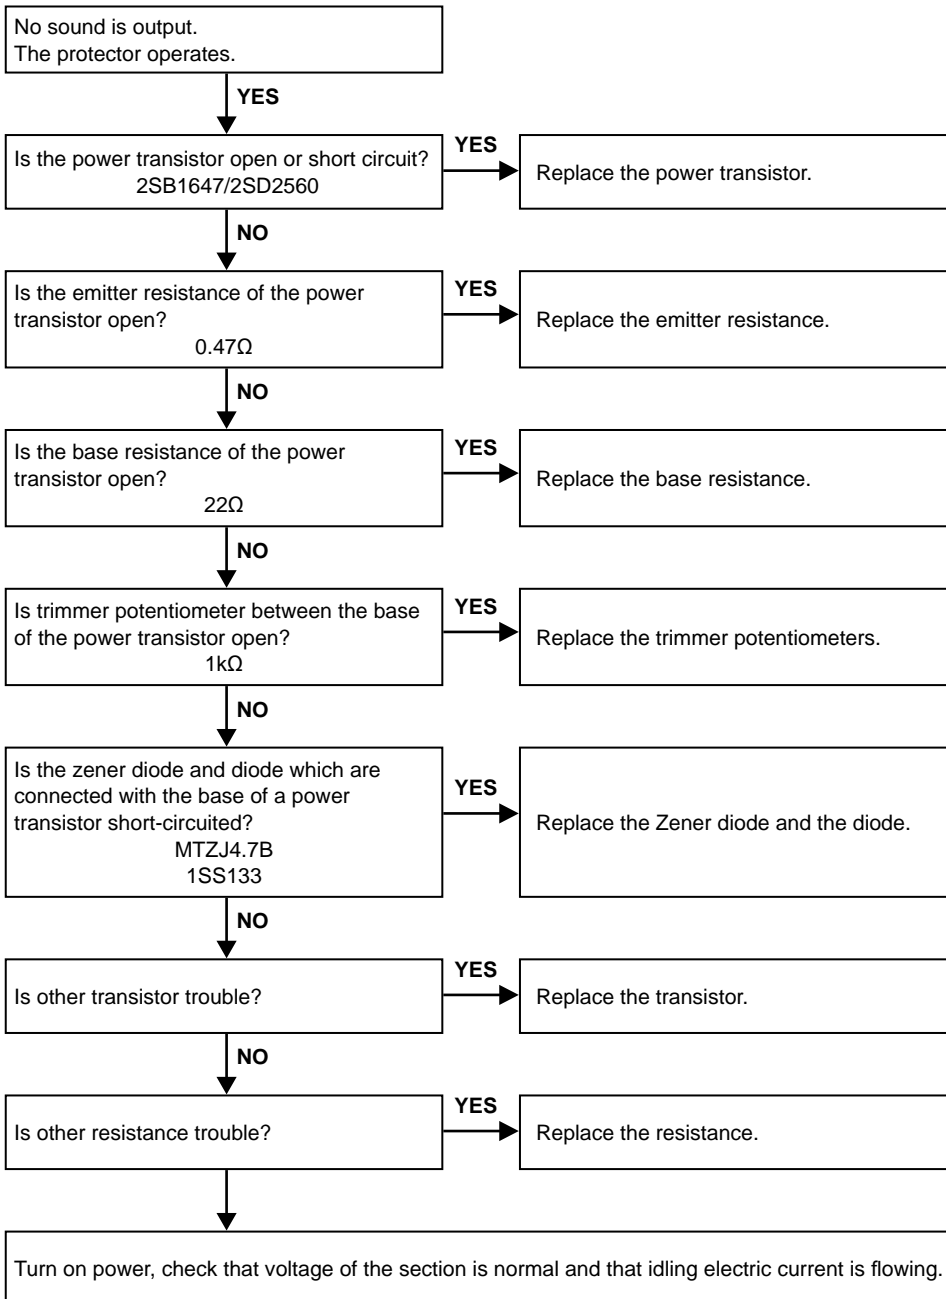 No sound is output.
The protector operates.
YES
Is the power transistor open or short circuit?
2SB1647/2SD2560
YES
Replace the power transistor.
NO
Is the emitter resistance of the power
transistor open?
0.47Ω
YES
Replace the emitter resistance.
NO
Is the base resistance of the power
transistor open?
22Ω
YES
Replace the base resistance.
NO
Is trimmer potentiometer between the base
of the power transistor open?
1kΩ
YES
Replace the trimmer potentiometers.
NO
Is the zener diode and diode which are
connected with the base of a power
transistor short-circuited?
MTZJ4.7B
1SS133
YES
Replace the Zener diode and the diode.
NO
Is other transistor trouble?
YES
Replace the transistor.
NO
Is other resistance trouble?
YES
Replace the resistance.
Turn on power, check that voltage of the section is normal and that idling electric current is flowing.